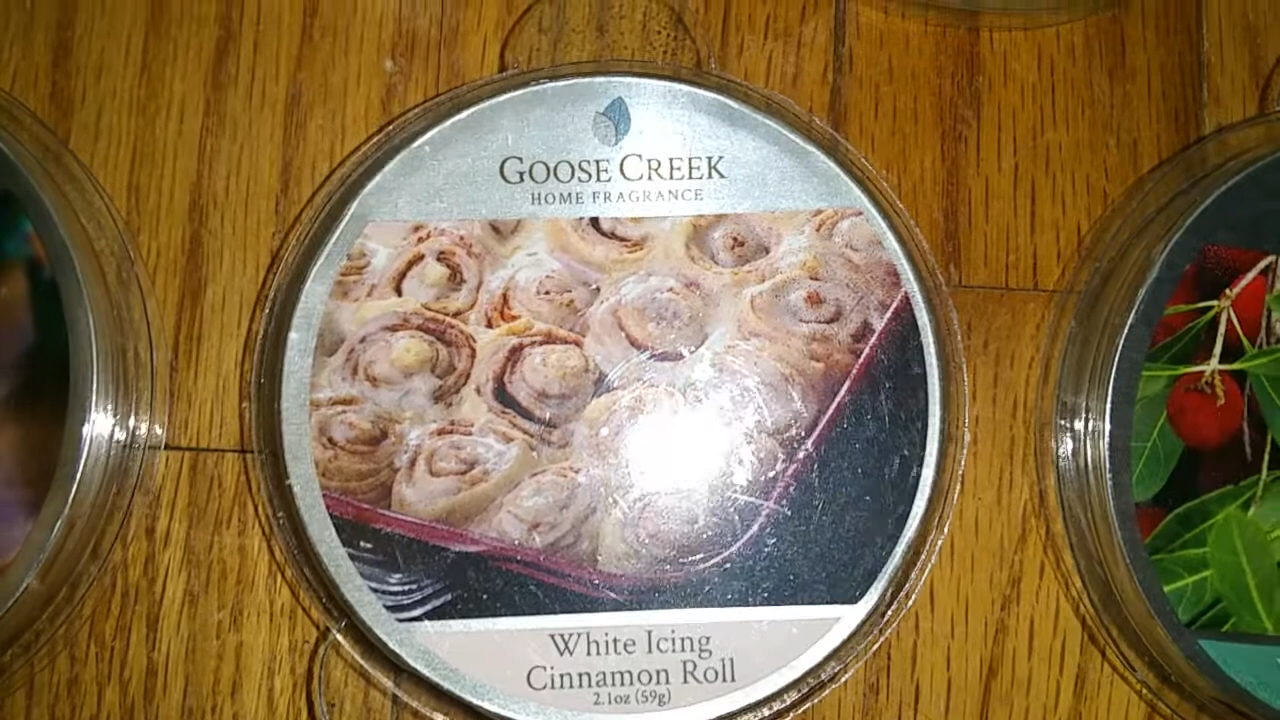 GOOSE CREEK
HOME FRAGRANCE
White Icing
Cinnamon Roll
2.1oz (59g)